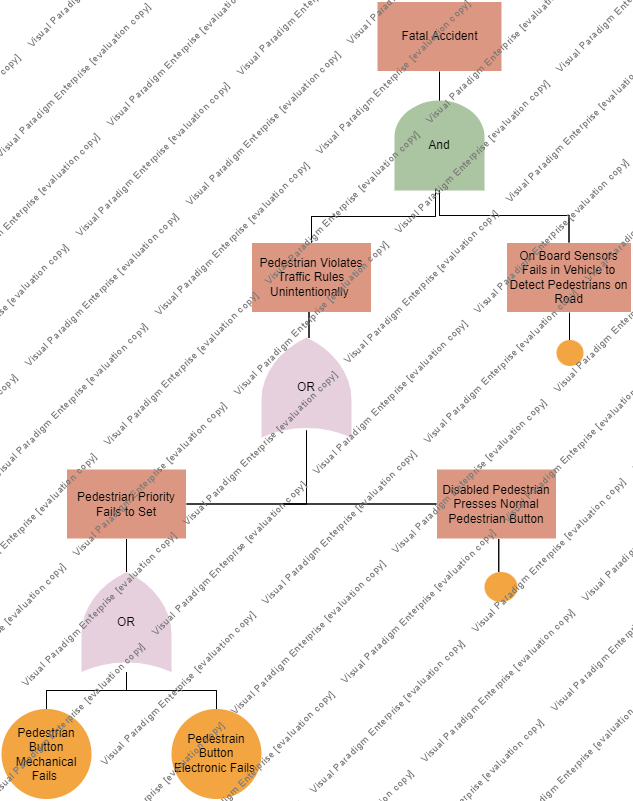 Fatal Accident
And
Pedestrian Violates
Traffic Rules
Unintentionally
On Board Sensors
Fails in Vehicle to
Detect Pedestrians on
Road
OR
Pedestrian Priority
Fails to Set
Disabled Pedestrian
Presses Normal
Pedestrian Button
OR
Pedestrian
Button
Mechanical
Fails
Pedestrain
Button
Electronic Fails
Visual Paradigm Enterprise [evaluation copy]